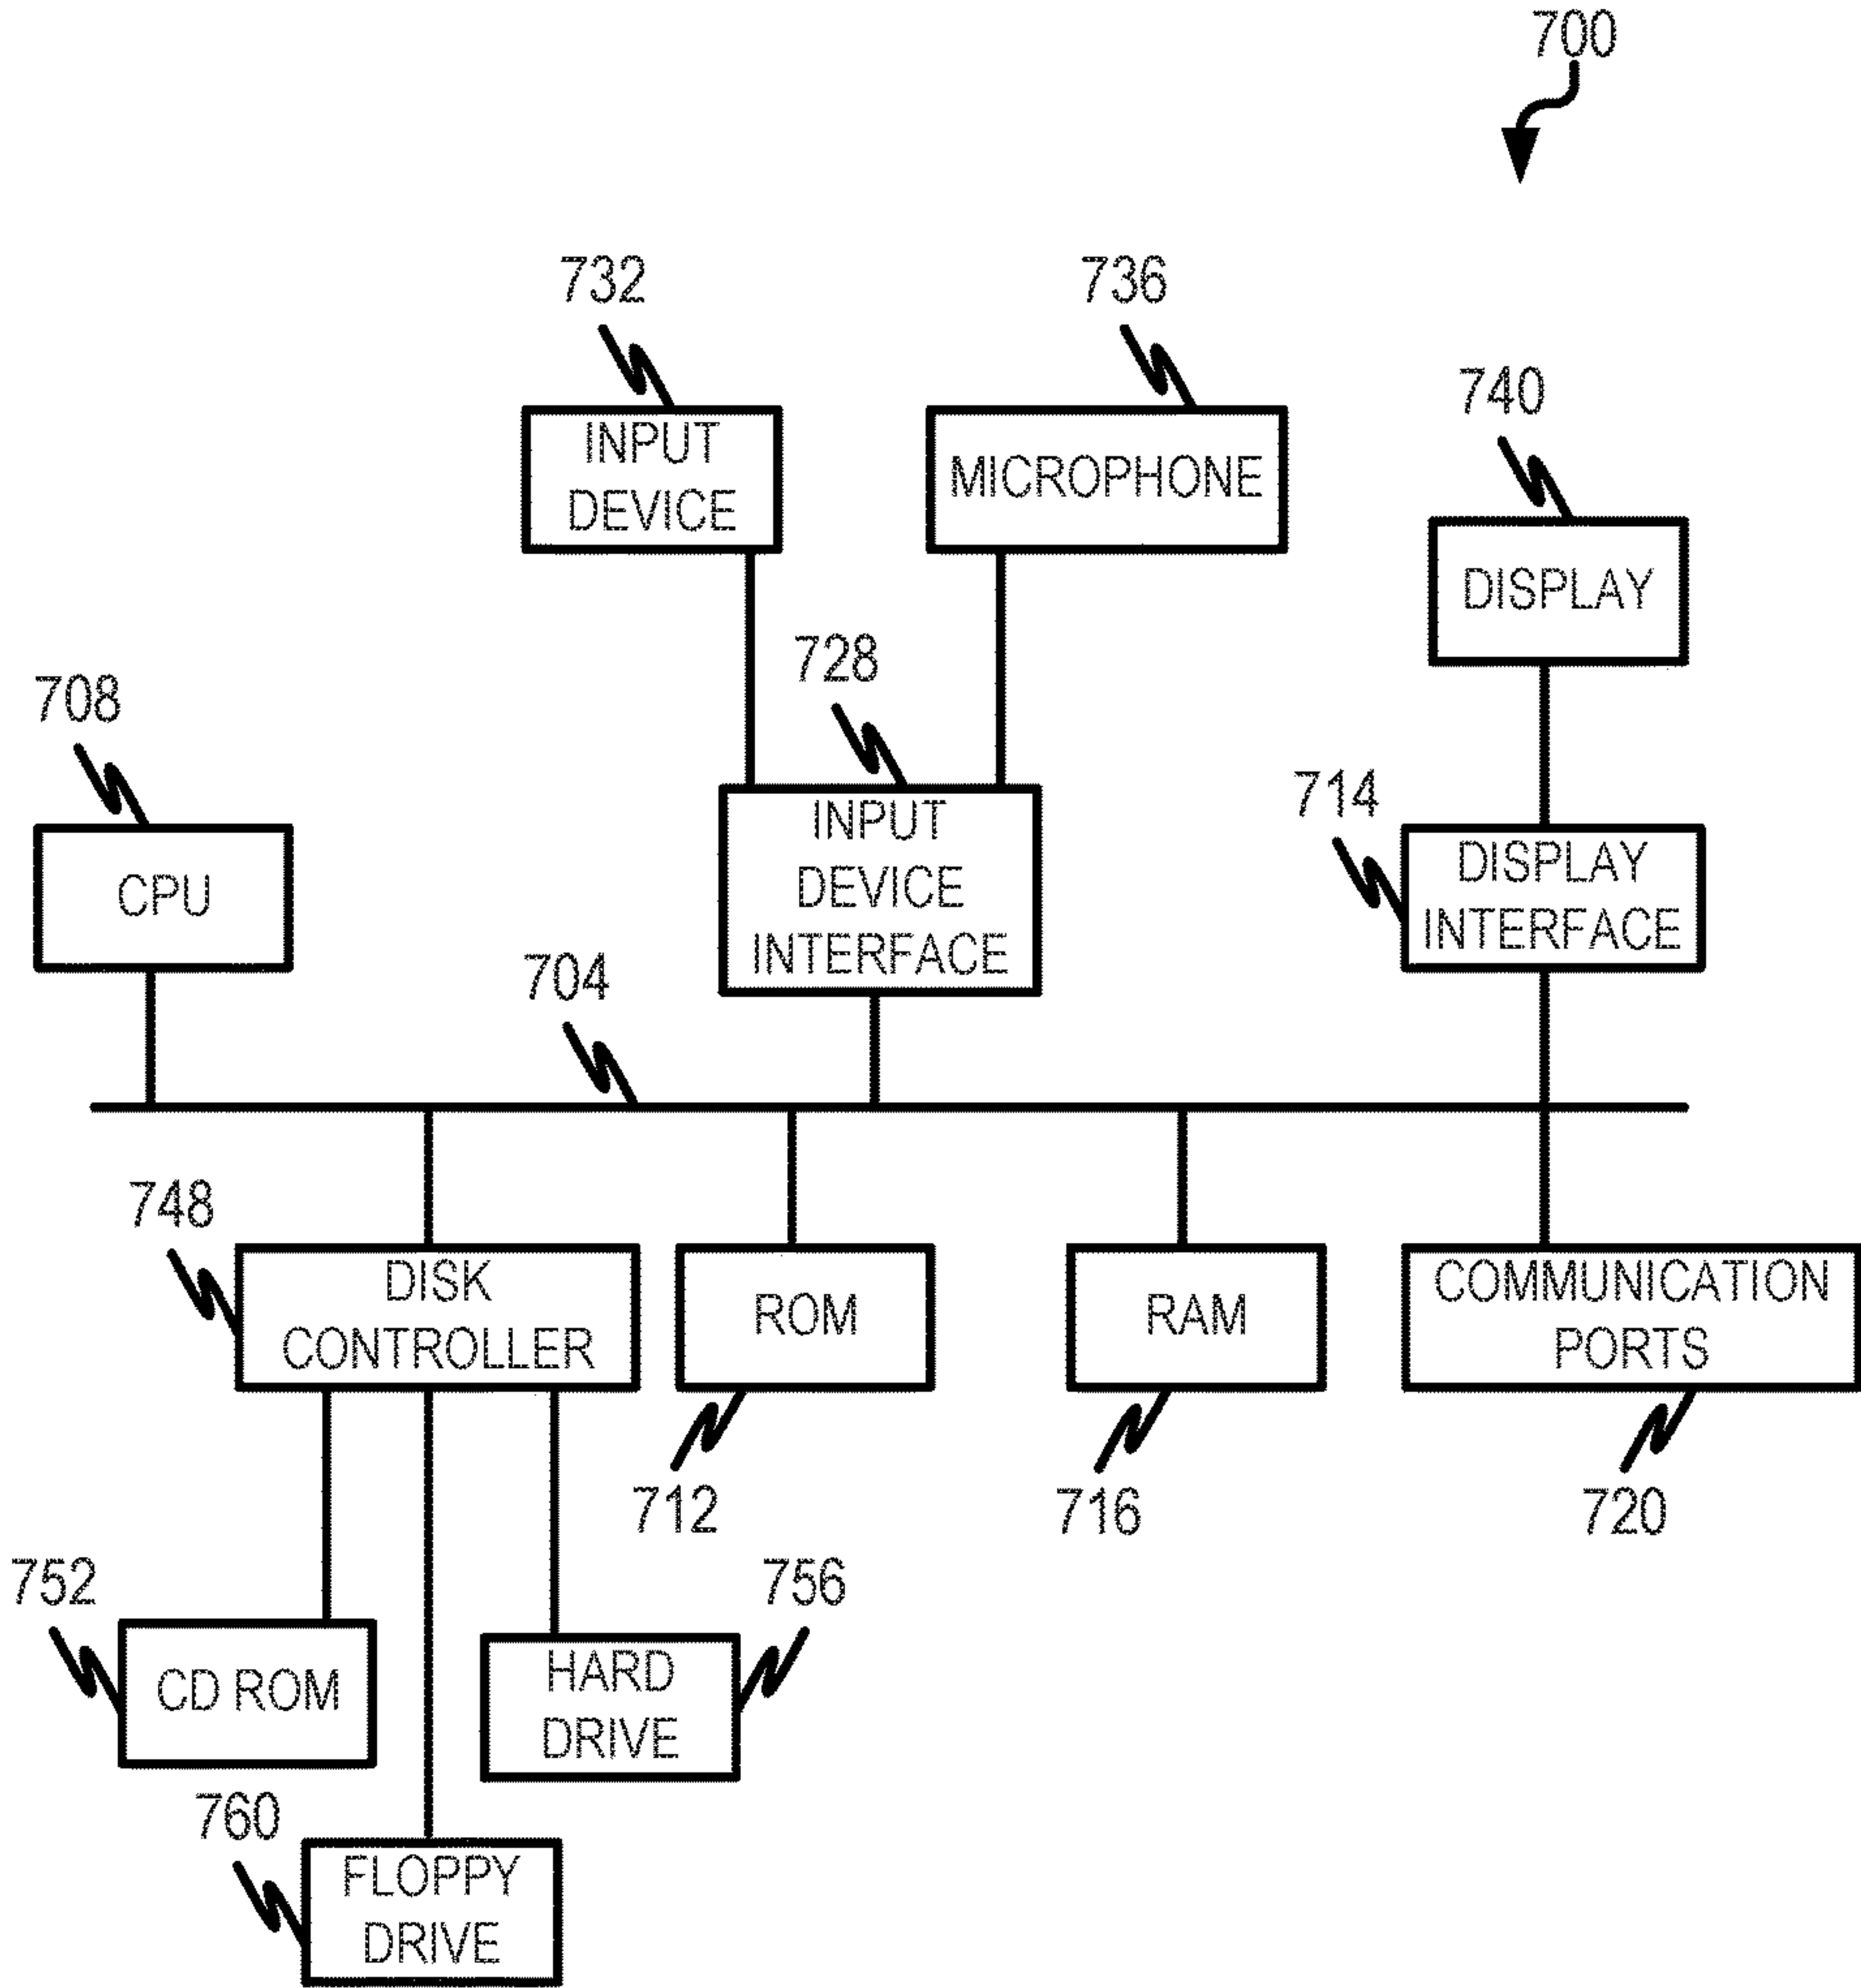 700
732
736
INPUT
DEVICE
MICROPHONE
740
DISPLAY
708
728
714
CPU
INPUT
DEVICE
INTERFACE
DISPLAY
INTERFACE
704
748
DISK
CONTROLLER
ROM
RAM
COMMUNICATION
PORTS
712
716
720
752
756
CD ROM
HARD
DRIVE
760
FLOPPY
DRIVE